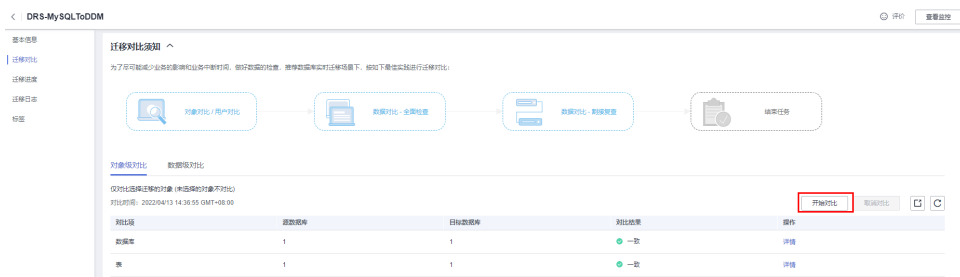 DRS-MySQLToDDM
评价
查看监控
基本信息
迁移对比
迁移进度
迁移日志
标签
迁移对比须知
为了尽可能减少业务的影响和业务中断时间，做好数据的检查，推荐数据库实时迁移场景下，按如下最佳实践进行迁移对比：
对象对比 / 用户对比
数据对比 - 全面检查
数据对比 - 割接复查
结束任务
对象级对比 数据级对比
仅对比选择迁移的对象 (未选择的对象不对比)
对比时间：2022/04/13 14:36:55 GMT+08:00
开始对比 取消对比
对比项 源数据库 目标数据库 对比结果 操作
数据库 1 1 一致 详情
表 1 1 一致 详情